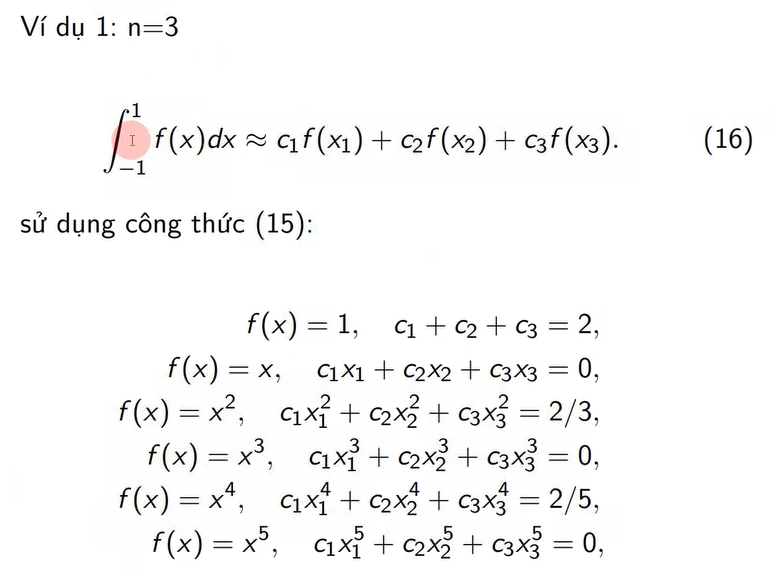 Ví dụ 1: n=3
∫₋₁¹ f(x)dx ≈ c₁f(x₁) + c₂f(x₂) + c₃f(x₃). (16)
sử dụng công thức (15):
f(x) = 1, c₁ + c₂ + c₃ = 2,
f(x) = x, c₁x₁ + c₂x₂ + c₃x₃ = 0,
f(x) = x², c₁x₁² + c₂x₂² + c₃x₃² = 2/3,
f(x) = x³, c₁x₁³ + c₂x₂³ + c₃x₃³ = 0,
f(x) = x⁴, c₁x₁⁴ + c₂x₂⁴ + c₃x₃⁴ = 2/5,
f(x) = x⁵, c₁x₁⁵ + c₂x₂⁵ + c₃x₃⁵ = 0,